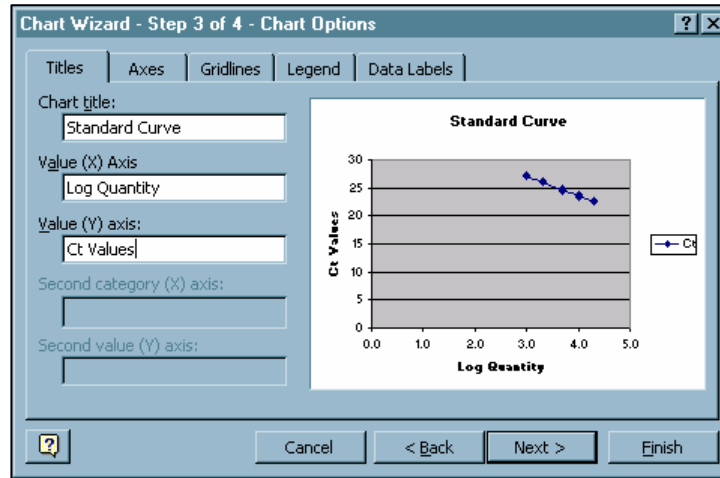 Chart Wizard - Step 3 of 4 - Chart Options
Titles Axes Gridlines Legend Data Labels
Chart title:
Standard Curve
Value (X) Axis
Log Quantity
Value (Y) axis:
Ct Values
Second category (X) axis:
Second value (Y) axis:
Standard Curve
Ct Values
30
25
20
15
10
5
0
0.0 1.0 2.0 3.0 4.0 5.0
Log Quantity
Ct
Cancel < Back Next > Finish